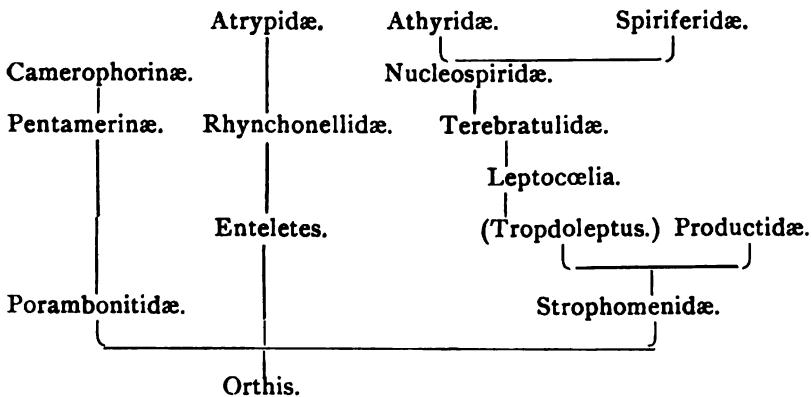 Atrypidæ. Athyridæ. Spiriferidæ.
Camerophorinæ. Nucleospiridæ.
Pentamerinæ. Rhynchonellidæ. Terebratulidæ.
Leptocœlia.
Enteletes. (Tropdoleptus.) Productidæ.
Porambonitidæ. Strophomenidæ.
Orthis.